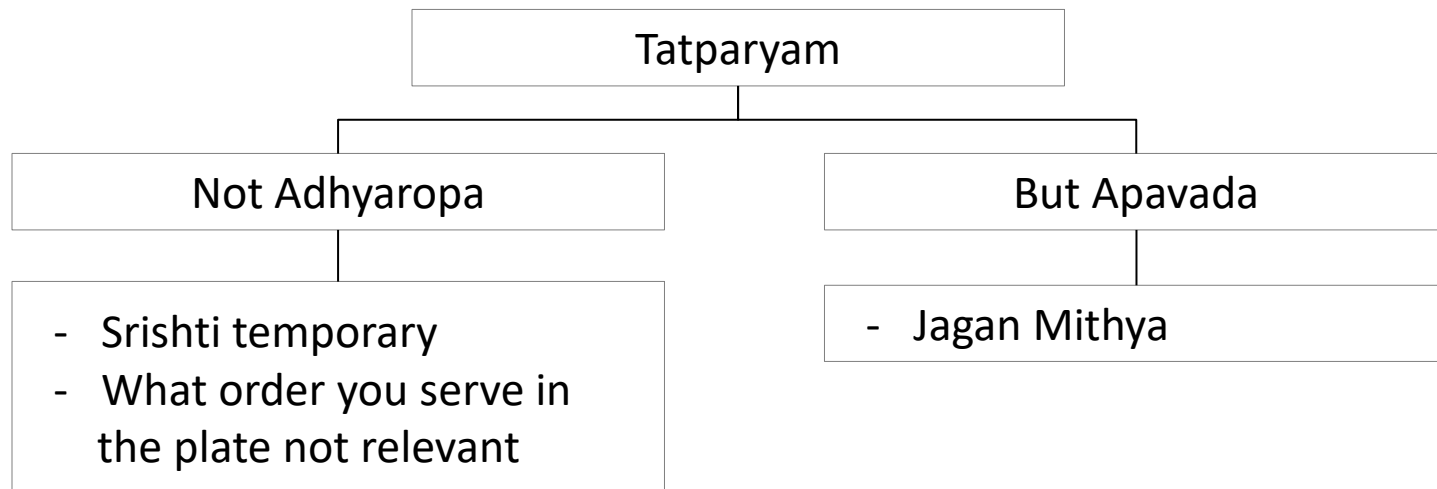 Tatparyam
Not Adhyaropa
But Apavada
- Srishti temporary
- What order you serve in
the plate not relevant
- Jagan Mithya